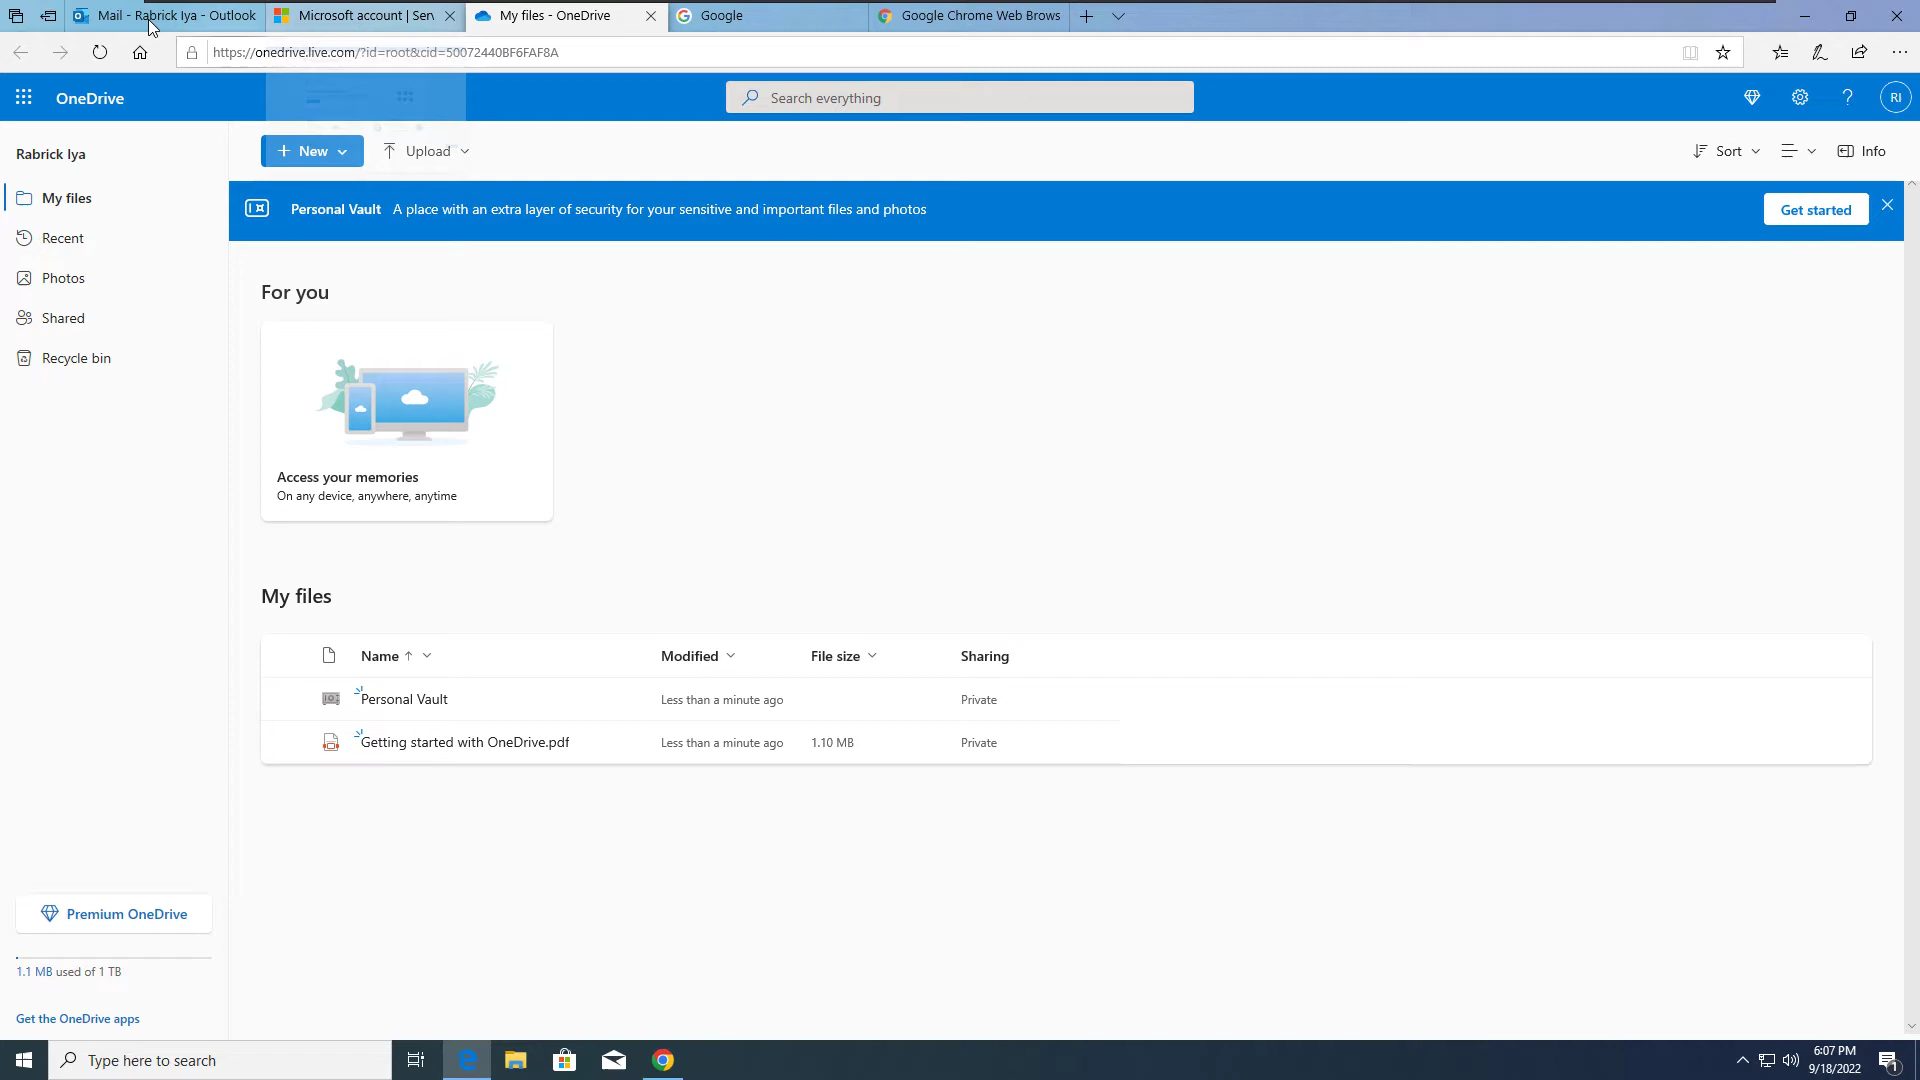 Mail - Rabrick Iya - Outlook
Microsoft account | Serv
My files - OneDrive
Google
Google Chrome Web Brows
https://onedrive.live.com/?id=root&cid=50072440BF6FAF8A
OneDrive
Search everything
RI
Rabrick Iya
New
Upload
Sort
Info
My files
Personal Vault A place with an extra layer of security for your sensitive and important files and photos
Get started
Recent
Photos
Shared
Recycle bin
For you
Access your memories
On any device, anywhere, anytime
My files
Name
Modified
File size
Sharing
Personal Vault
Less than a minute ago
Private
Getting started with OneDrive.pdf
Less than a minute ago
1.10 MB
Private
Premium OneDrive
1.1 MB used of 1 TB
Get the OneDrive apps
Type here to search
6:07 PM
9/18/2022
1